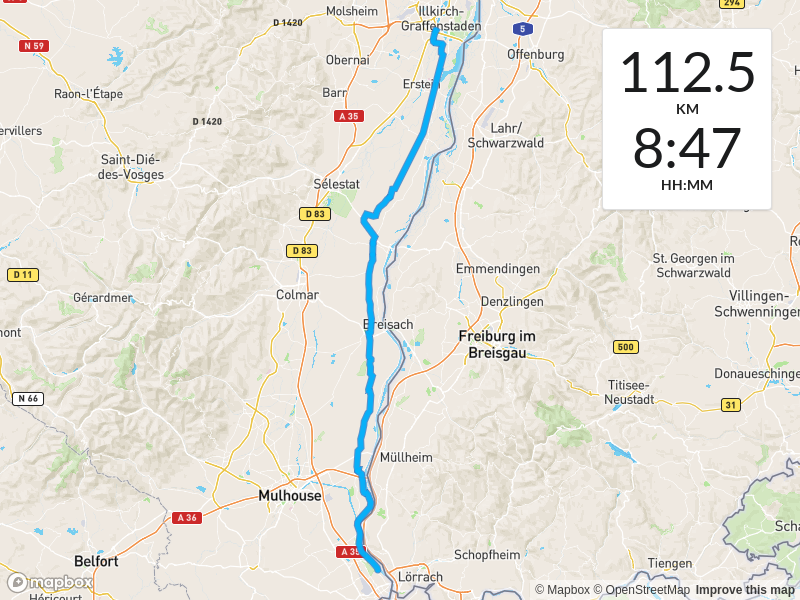 Molsheim
Illkirch-
Graffenstaden
D 1420
294
N 59
5
Offenburg
Obernai
Erstein
Raon-l'Étape
Barr
A 35
112.5
KM
8:47
HH:MM
D 1420
ervillers
Lahr/
Schwarzwald
Saint-Dié-
des-Vosges
Sélestat
D 83
D 83
D 11
Emmendingen
St. Georgen im
Schwarzwald
Gérardmer
Colmar
Denzlingen
Villingen-
Schwenningen
Breisach
mont
Freiburg im
Breisgau
500
Donaueschingen
Titisee-
Neustadt
N 66
31
Müllheim
Mulhouse
A 36
A 35
Belfort
Schopfheim
Tiengen
Lörrach
mapbox
Héricourt
© Mapbox © OpenStreetMap Improve this map